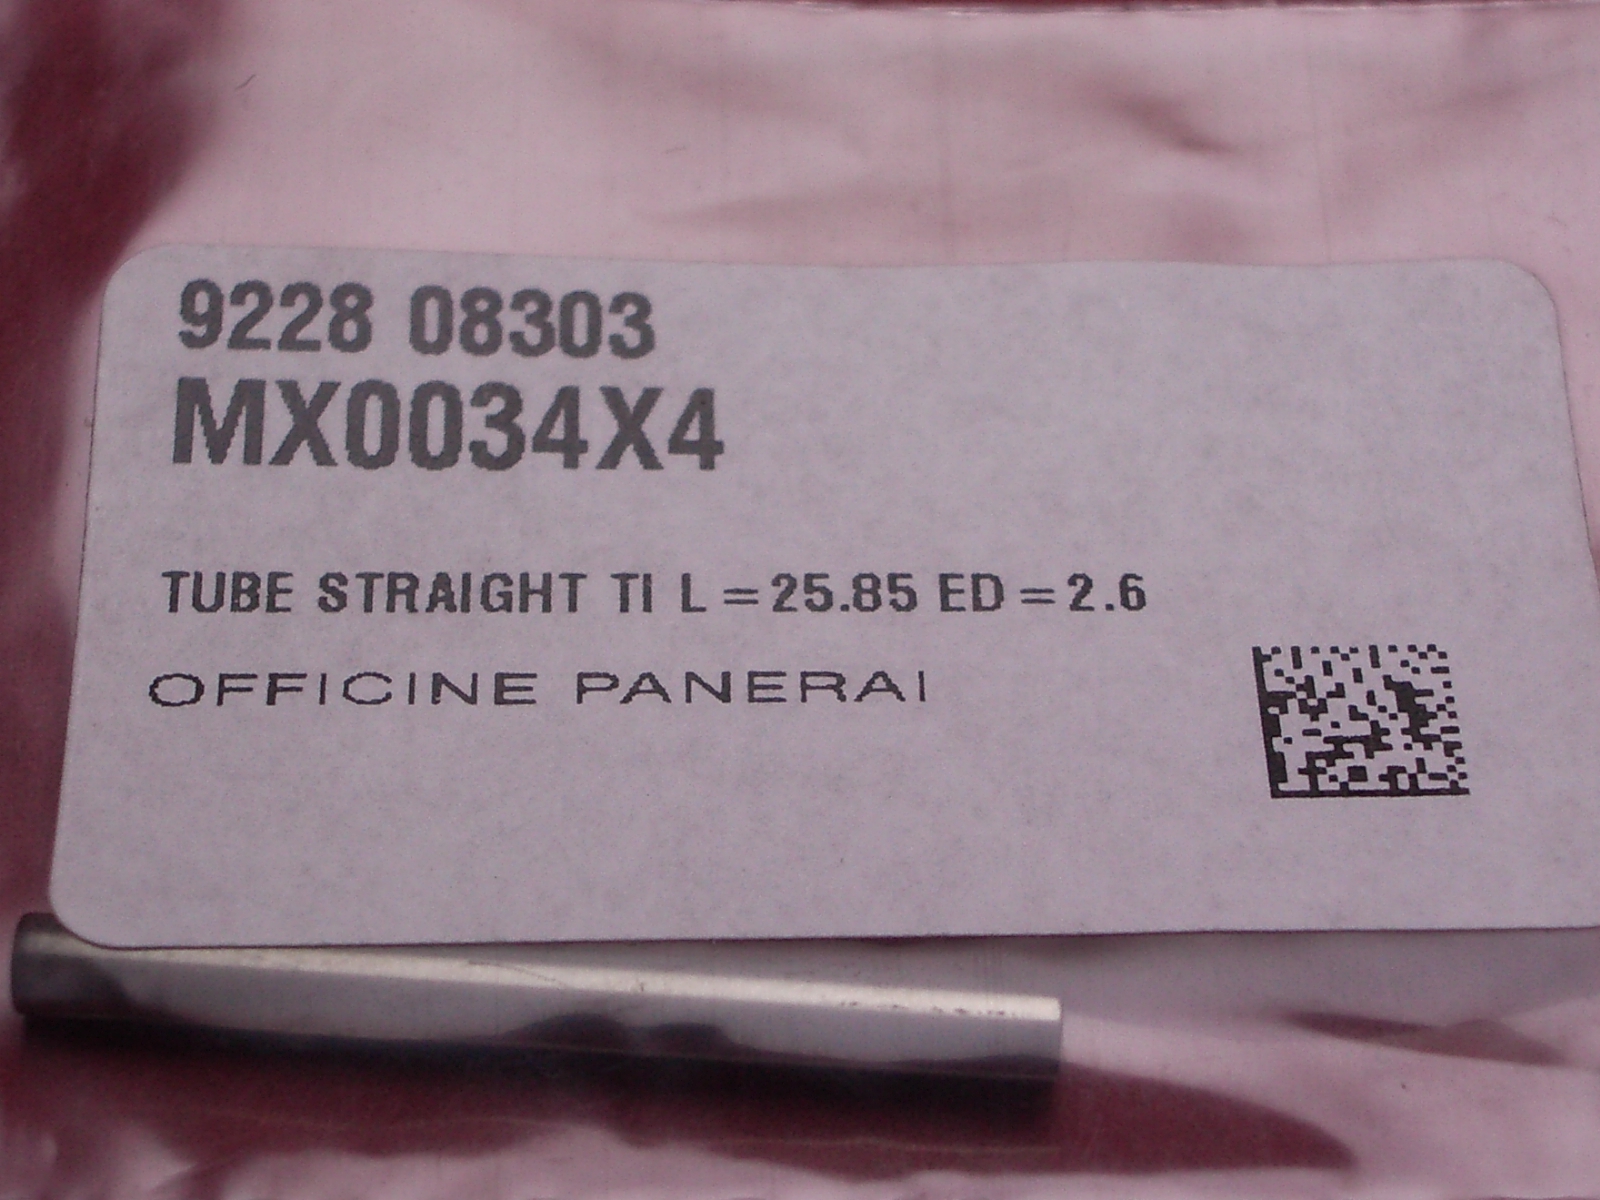 9228 08303
MX0034X4
TUBE STRAIGHT TI L=25.85 ED=2.6
OFFICINE PANERAI